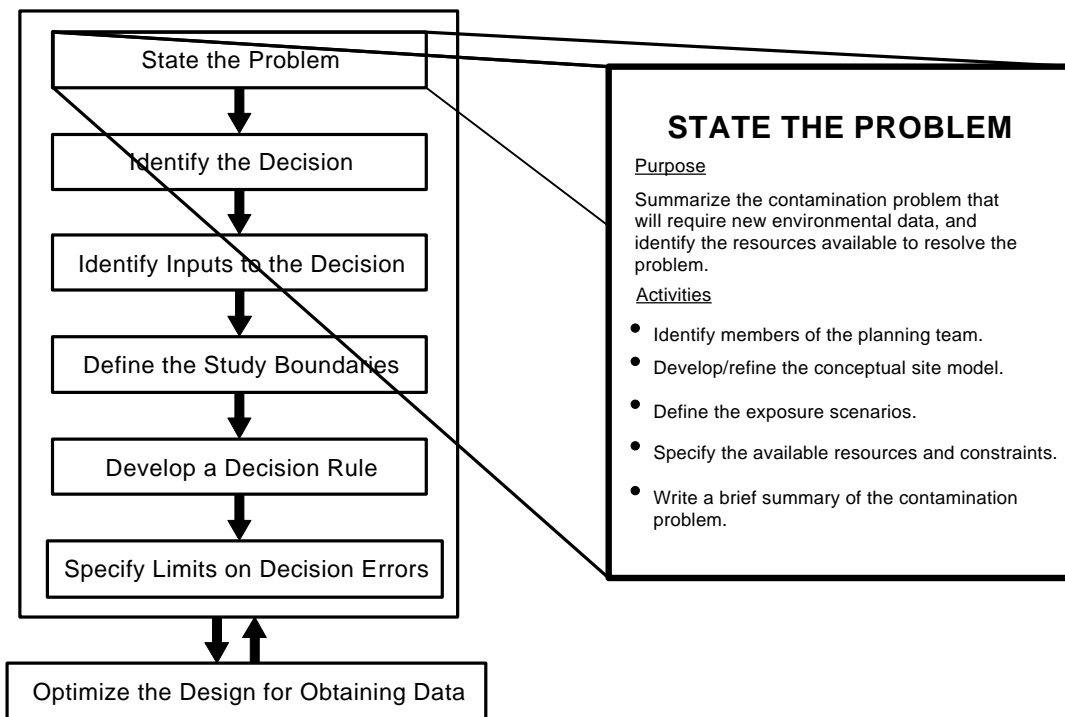 State the Problem
Identify the Decision
Identify Inputs to the Decision
Define the Study Boundaries
Develop a Decision Rule
Specify Limits on Decision Errors
Optimize the Design for Obtaining Data
STATE THE PROBLEM
Purpose
Summarize the contamination problem that
will require new environmental data, and
identify the resources available to resolve the
problem.
Activities
• Identify members of the planning team.
• Develop/refine the conceptual site model.
• Define the exposure scenarios.
• Specify the available resources and constraints.
• Write a brief summary of the contamination
problem.